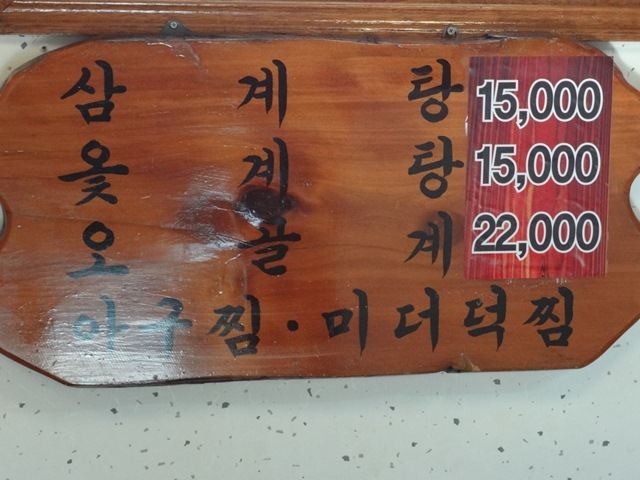 삼 계 탕 15,000
옻 계 탕 15,000
오 골 계 22,000
아구찜·미더덕찜